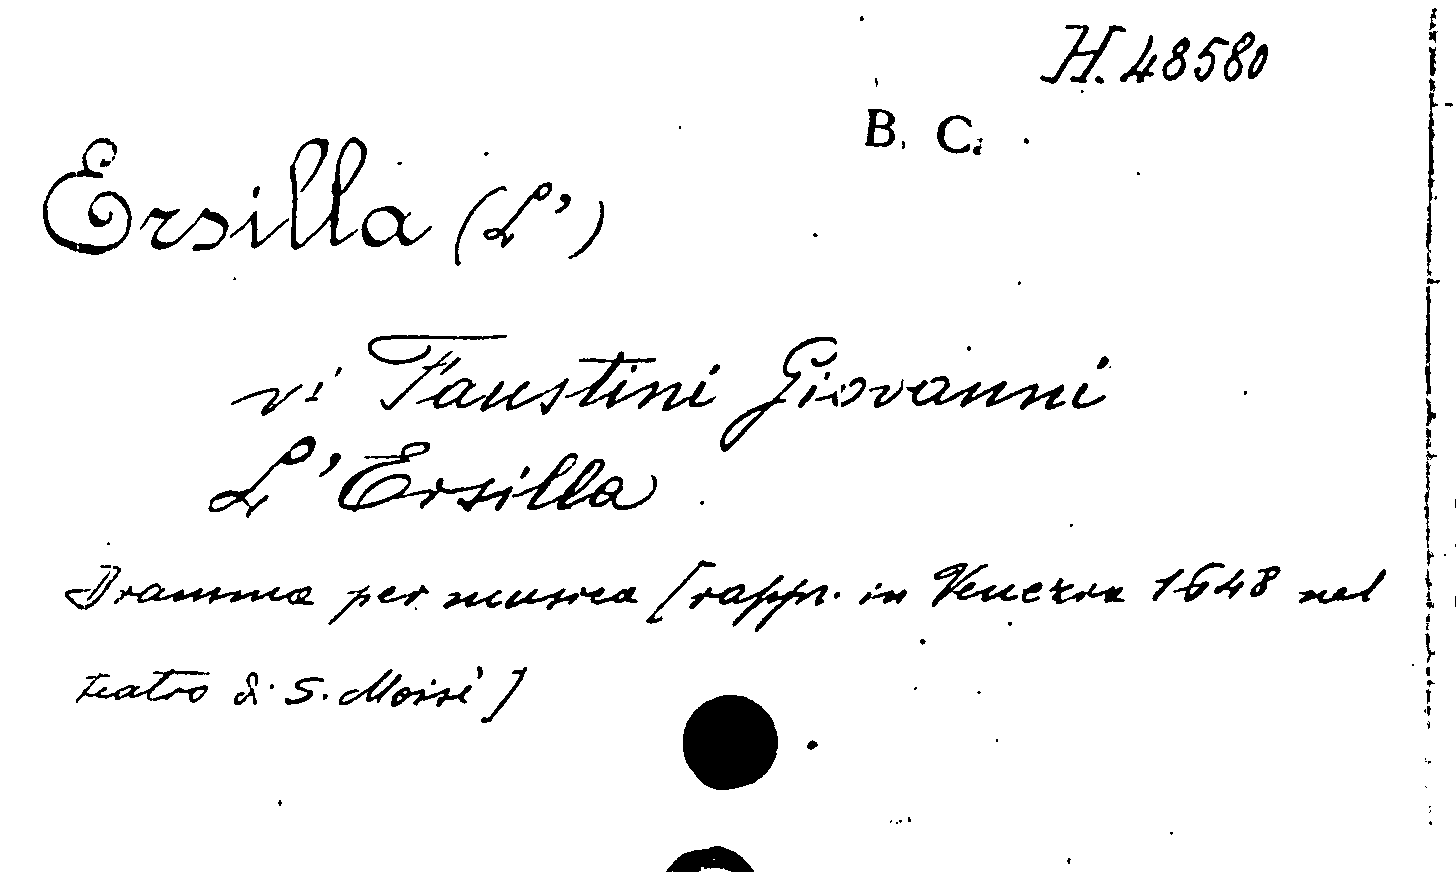 H. 48580
B. C.
Ersilla (L')
vi Faustini Giovanni
L'Ersilla
Dramma per musica [rappr. in Venezia 1648 nel
teatro di S. Moisè]